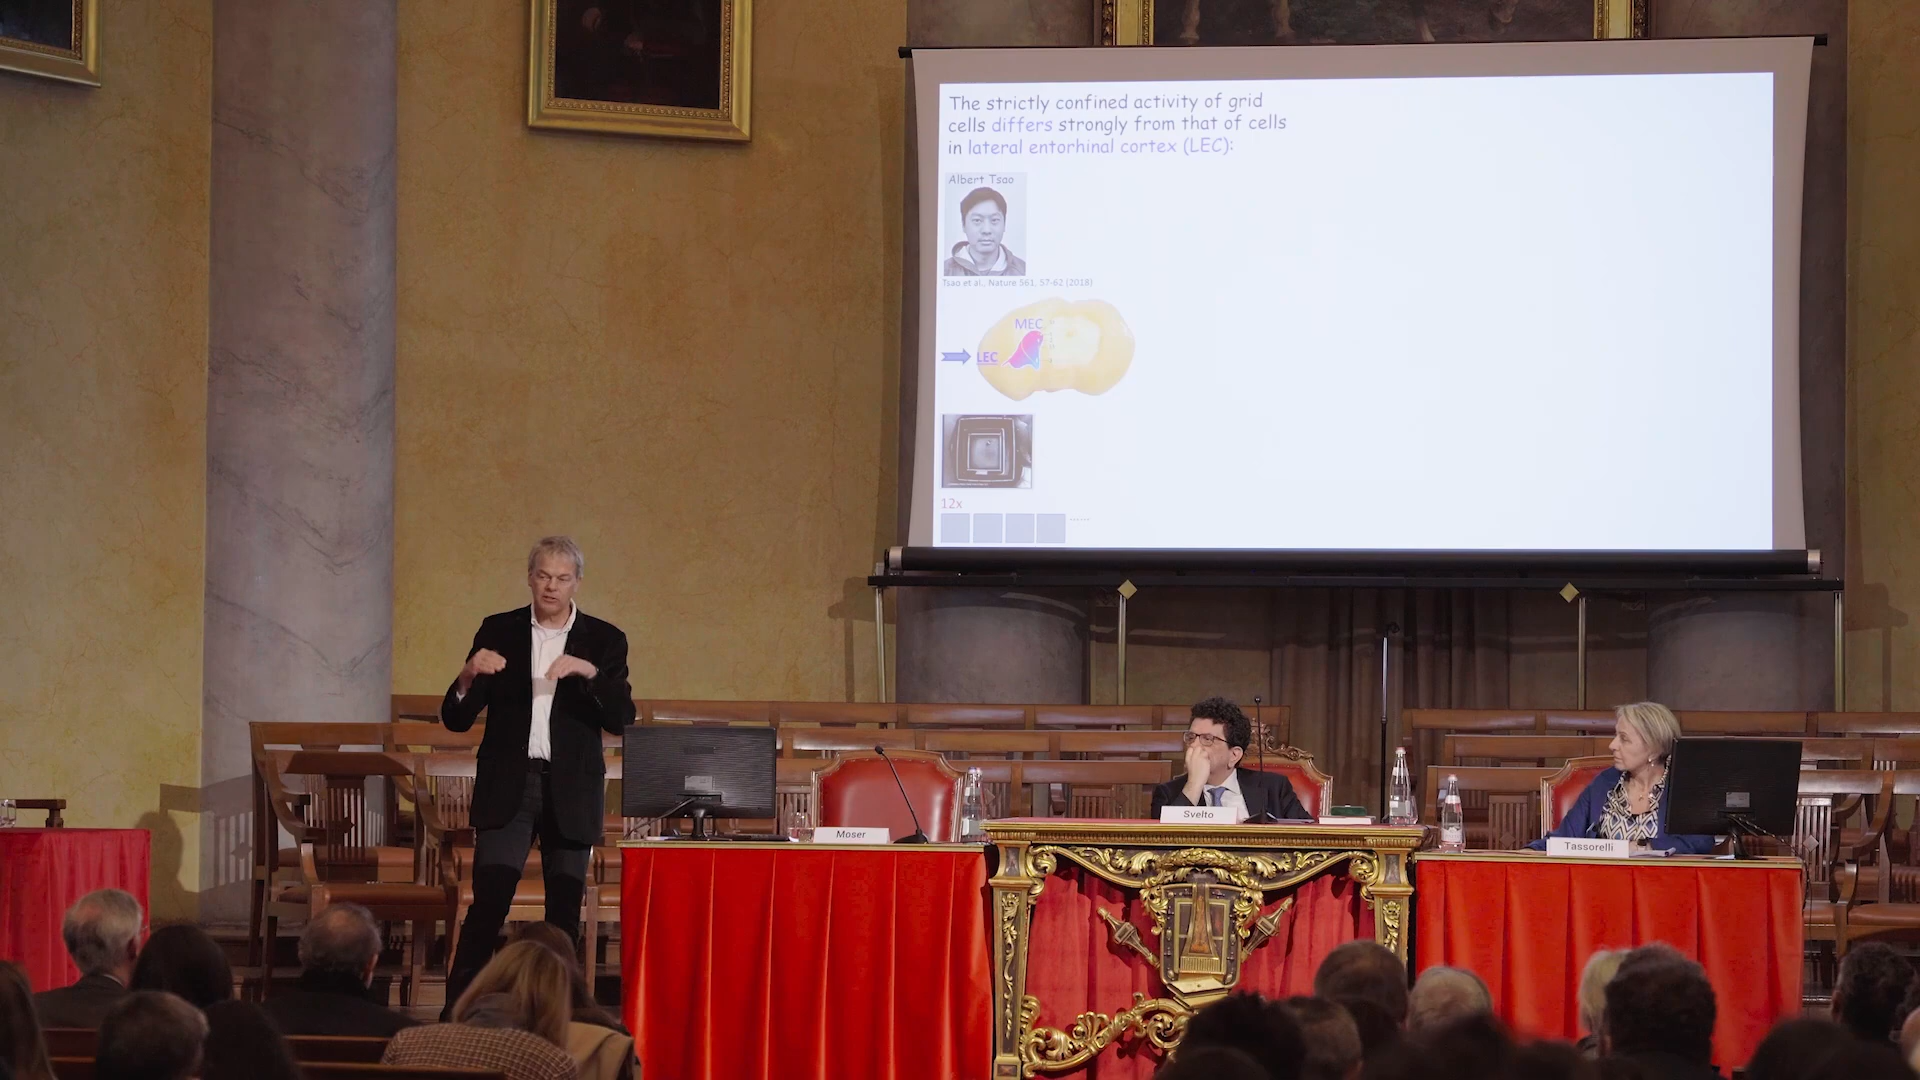 The strictly confined activity of grid
cells differs strongly from that of cells
in lateral entorhinal cortex (LEC):
Albert Tsao
Tsao et al., Nature 561, 57-62 (2018)
MEC
LEC
12x
......
Moser
Svelto
Tassorelli